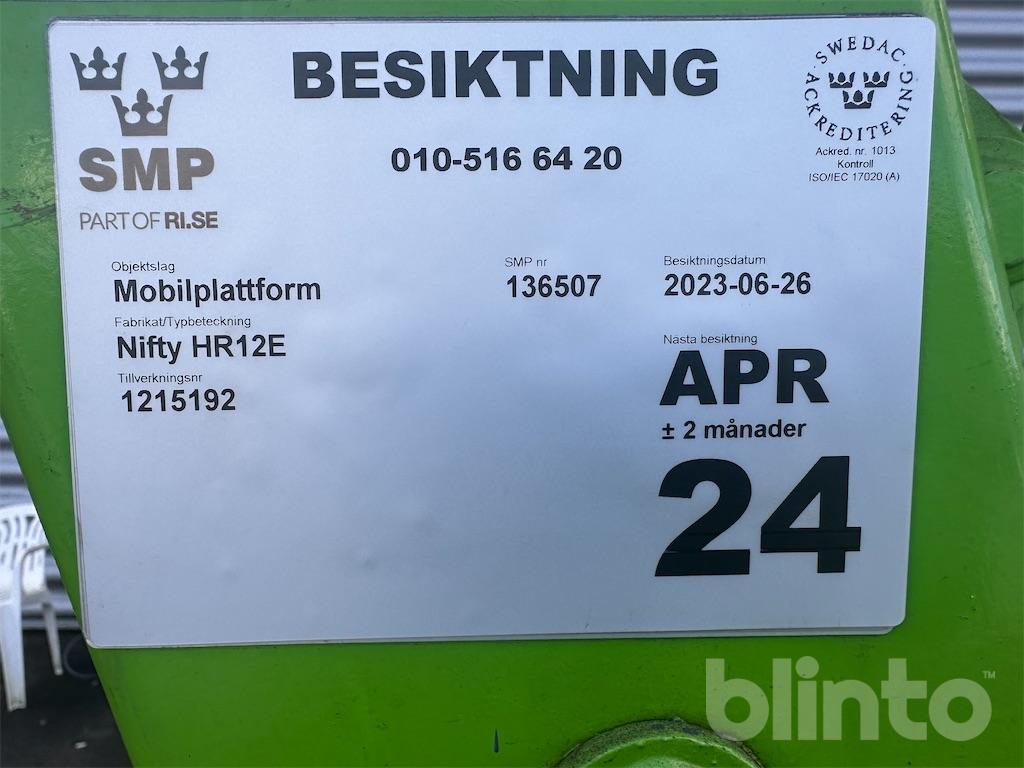 BESIKTNING
010-516 64 20
SMP
PART OF RI.SE
SWEDAC
ACKREDITERING
Ackred. nr. 1013
Kontroll
ISO/IEC 17020 (A)
Objektslag
Mobilplattform
Fabrikat/Typbeteckning
Nifty HR12E
Tillverkningsnr
1215192
SMP nr
136507
Besiktningsdatum
2023-06-26
Nästa besiktning
APR
± 2 månader
24
blinto™